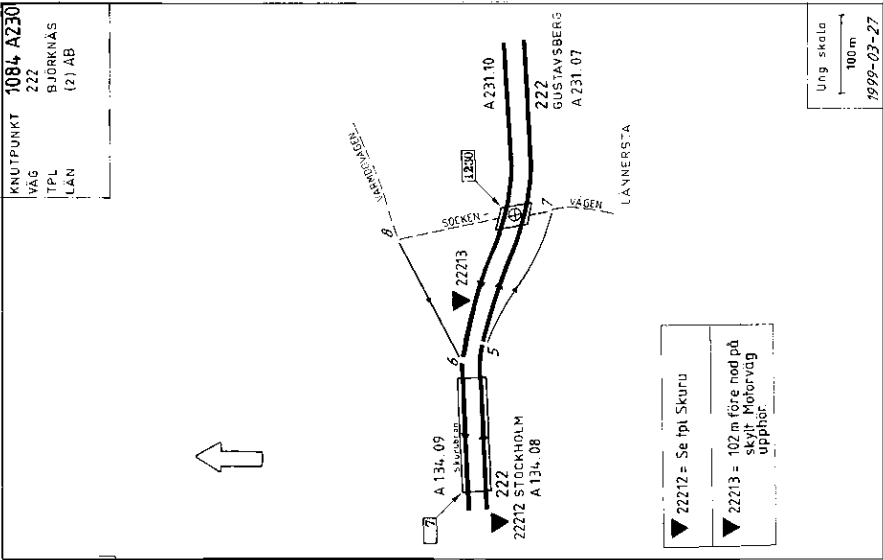 KNUTPUNKT 1084 A230
VÄG 222
TPL BJÖRKNÄS
LÄN (2) AB
VÄRMDÖVÄGEN
8
SOCKEN - VÄGEN
1230
7
LÄNNERSTA
A 231.10
222
GUSTAVSBERG
A 231.07
22213
6
5
A 134.09
Skurubron
7
222
22212 STOCKHOLM
A 134.08
22212 = Se tpl Skuru
22213 = 102 m före nod på
skylt Motorväg
upphör.
Ung skala
100 m
1999-03-27